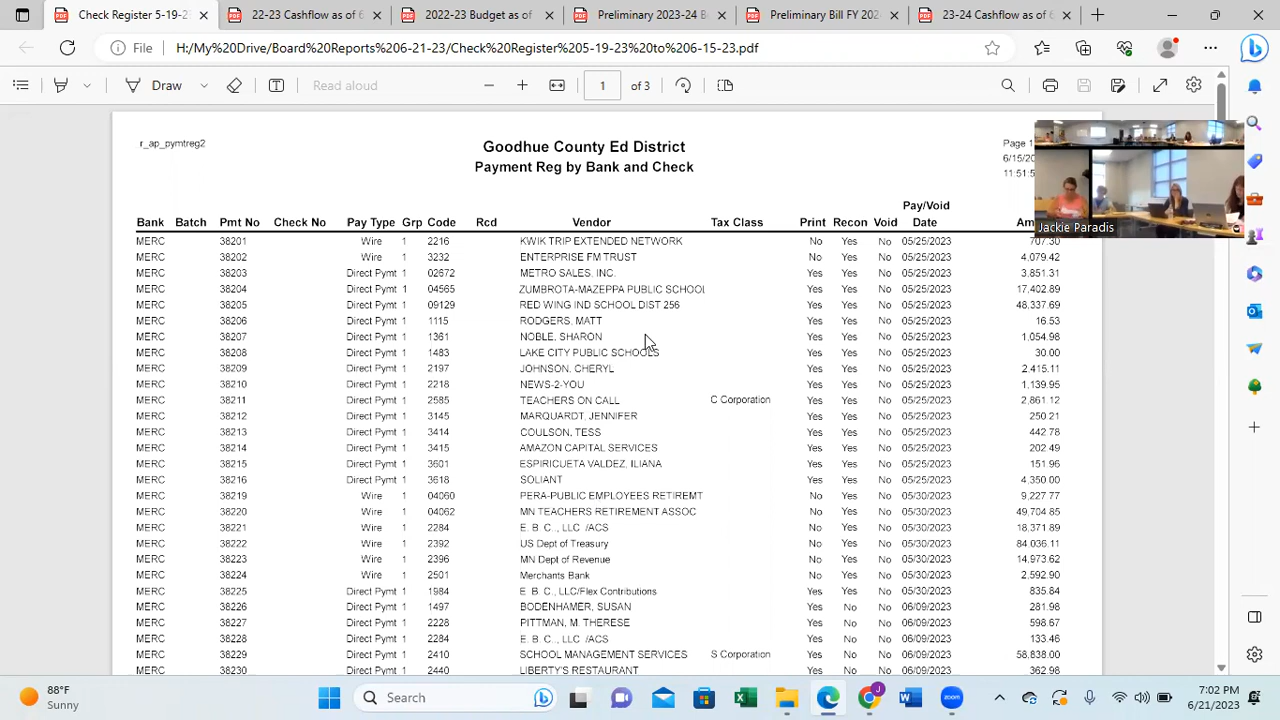 Check Register 5-19-2
22-23 Cashflow as of 6
2022-23 Budget as of
Preliminary 2023-24 B
Preliminary Bill FY 202
23-24 Cashflow as of 6
File H:/My%20Drive/Board%20Reports%206-21-23/Check%20Register%205-19-23%20to%206-15-23.pdf
Draw Read aloud 1 of 3
r_ap_pymtreg2 Goodhue County Ed District Page 1
Payment Reg by Bank and Check 6/15/20
11:51:5
Pay/Void
Bank Batch Pmt No Check No Pay Type Grp Code Rcd Vendor Tax Class Print Recon Void Date Am
MERC 38201 Wire 1 2216 KWIK TRIP EXTENDED NETWORK No Yes No 05/25/2023 707.30
MERC 38202 Wire 1 3232 ENTERPRISE FM TRUST No Yes No 05/25/2023 4,079.42
MERC 38203 Direct Pymt 1 02672 METRO SALES, INC. Yes Yes No 05/25/2023 3,851.31
MERC 38204 Direct Pymt 1 04565 ZUMBROTA-MAZEPPA PUBLIC SCHOOL Yes Yes No 05/25/2023 17,402.89
MERC 38205 Direct Pymt 1 09129 RED WING IND SCHOOL DIST 256 Yes Yes No 05/25/2023 48,337.69
MERC 38206 Direct Pymt 1 1115 RODGERS, MATT Yes Yes No 05/25/2023 16.53
MERC 38207 Direct Pymt 1 1361 NOBLE, SHARON Yes Yes No 05/25/2023 1,054.98
MERC 38208 Direct Pymt 1 1483 LAKE CITY PUBLIC SCHOOLS Yes Yes No 05/25/2023 30.00
MERC 38209 Direct Pymt 1 2197 JOHNSON, CHERYL Yes Yes No 05/25/2023 2,415.11
MERC 38210 Direct Pymt 1 2218 NEWS-2-YOU Yes Yes No 05/25/2023 1,139.95
MERC 38211 Direct Pymt 1 2585 TEACHERS ON CALL C Corporation Yes Yes No 05/25/2023 2,861.12
MERC 38212 Direct Pymt 1 3145 MARQUARDT, JENNIFER Yes Yes No 05/25/2023 250.21
MERC 38213 Direct Pymt 1 3414 COULSON, TESS Yes Yes No 05/25/2023 442.78
MERC 38214 Direct Pymt 1 3415 AMAZON CAPITAL SERVICES Yes Yes No 05/25/2023 202.49
MERC 38215 Direct Pymt 1 3601 ESPIRICUETA VALDEZ, ILIANA Yes Yes No 05/25/2023 151.96
MERC 38216 Direct Pymt 1 3618 SOLIANT Yes Yes No 05/25/2023 4,350.00
MERC 38219 Wire 1 04060 PERA-PUBLIC EMPLOYEES RETIREMT No Yes No 05/30/2023 9,227.77
MERC 38220 Wire 1 04062 MN TEACHERS RETIREMENT ASSOC No Yes No 05/30/2023 49,704.85
MERC 38221 Wire 1 2284 E. B. C.., LLC /ACS No Yes No 05/30/2023 18,371.89
MERC 38222 Wire 1 2392 US Dept of Treasury No Yes No 05/30/2023 84,036.11
MERC 38223 Wire 1 2396 MN Dept of Revenue No Yes No 05/30/2023 14,973.62
MERC 38224 Wire 1 2501 Merchants Bank No Yes No 05/30/2023 2,592.90
MERC 38225 Direct Pymt 1 1984 E. B. C., LLC/Flex Contributions Yes Yes No 05/30/2023 835.84
MERC 38226 Direct Pymt 1 1497 BODENHAMER, SUSAN Yes No No 06/09/2023 281.98
MERC 38227 Direct Pymt 1 2228 PITTMAN, M. THERESE Yes No No 06/09/2023 598.67
MERC 38228 Direct Pymt 1 2284 E. B. C.., LLC /ACS Yes No No 06/09/2023 133.46
MERC 38229 Direct Pymt 1 2410 SCHOOL MANAGEMENT SERVICES S Corporation Yes No No 06/09/2023 58,838.00
MERC 38230 Direct Pymt 1 2440 LIBERTY'S RESTAURANT Yes No No 06/09/2023 362.98
Jackie Paradis
88°F
Sunny
Search
7:02 PM
6/21/2023